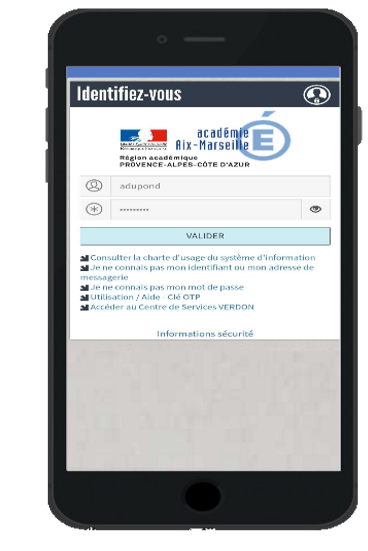 Identifiez-vous
académie
Aix-Marseille
É
Région académique
PROVENCE-ALPES-CÔTE D'AZUR
adupond
*********
VALIDER
Consulter la charte d'usage du système d'information
Je ne connais pas mon identifiant ou mon adresse de
messagerie
Je ne connais pas mon mot de passe
Utilisation / Aide - Clé OTP
Accéder au Centre de Services VERDON
Informations sécurité